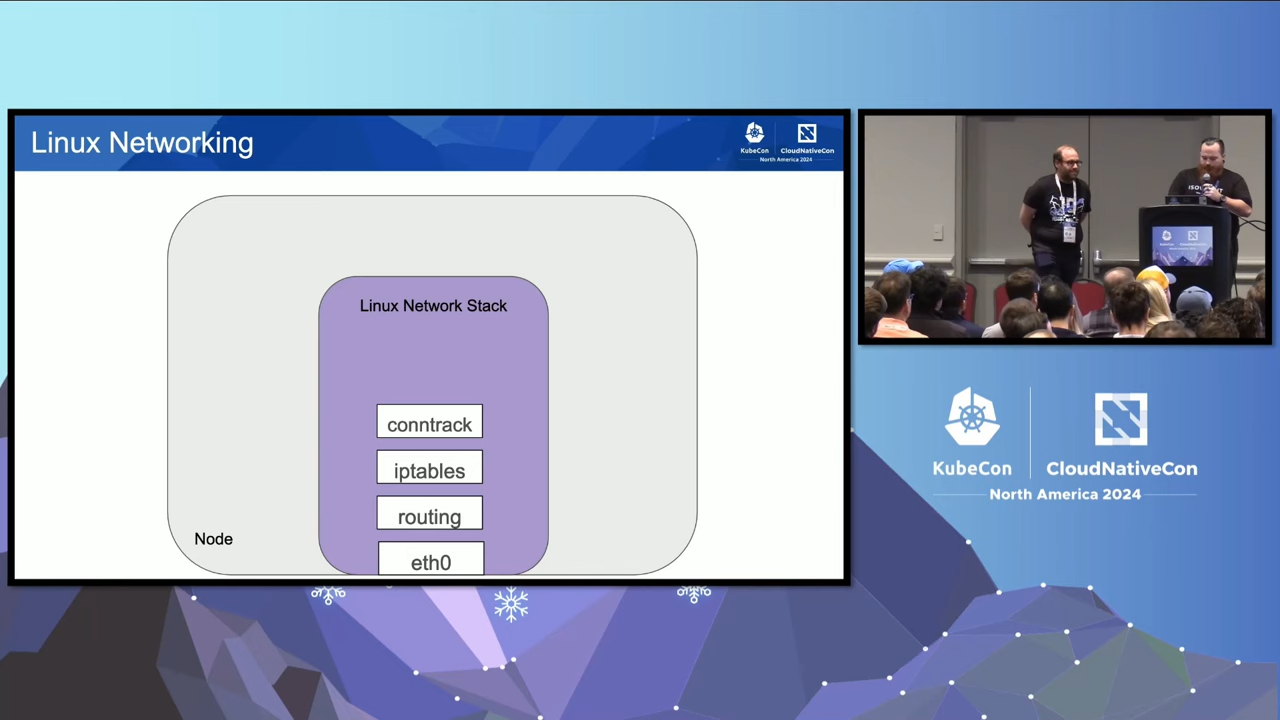 Linux Networking
KubeCon
CloudNativeCon
North America 2024
Linux Network Stack
conntrack
iptables
routing
eth0
Node
KubeCon
CloudNativeCon
North America 2024